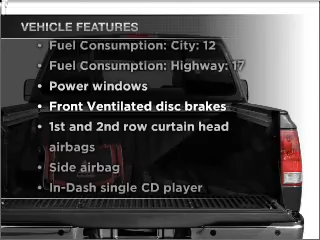 VEHICLE FEATURES
• Fuel Consumption: City: 12
• Fuel Consumption: Highway: 17
• Power windows
• Front Ventilated disc brakes
• 1st and 2nd row curtain head
airbags
• Side airbag
• In-Dash single CD player